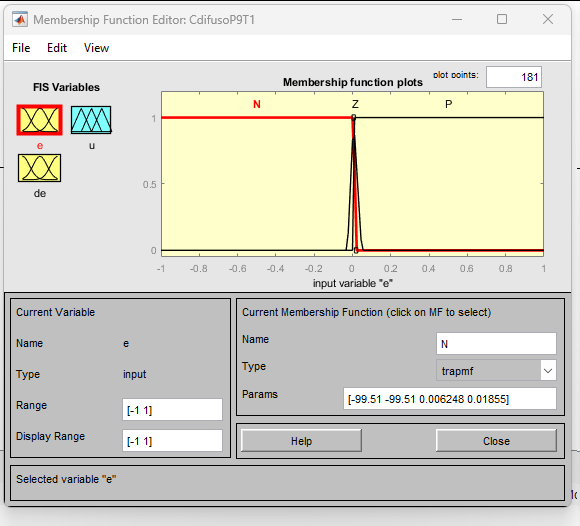 Membership Function Editor: CdifusoP9T1
File Edit View
FIS Variables
e
u
de
Membership function plots
plot points:
181
N Z P
1
0.5
0
-1 -0.8 -0.6 -0.4 -0.2 0 0.2 0.4 0.6 0.8 1
input variable "e"
Current Variable
Name e
Type input
Range [-1 1]
Display Range [-1 1]
Current Membership Function (click on MF to select)
Name N
Type trapmf
Params [-99.51 -99.51 0.006248 0.01855]
Help Close
Selected variable "e"